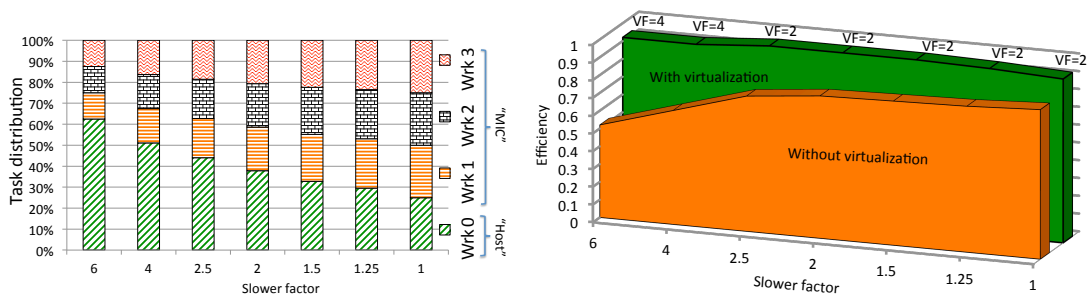 100%
90%
80%
70%
60%
50%
40%
30%
20%
10%
0%
Task distribution
6 4 2.5 2 1.5 1.25 1
Slower factor
Wrk 3
Wrk 2
Wrk 1
Wrk 0
"MIC"
"Host"
VF=4 VF=4 VF=2 VF=2 VF=2 VF=2 VF=2
1
0.9
0.8
0.7
0.6
0.5
0.4
0.3
0.2
0.1
0
Efficiency
With virtualization
Without virtualization
6 4 2.5 2 1.5 1.25 1
Slower factor